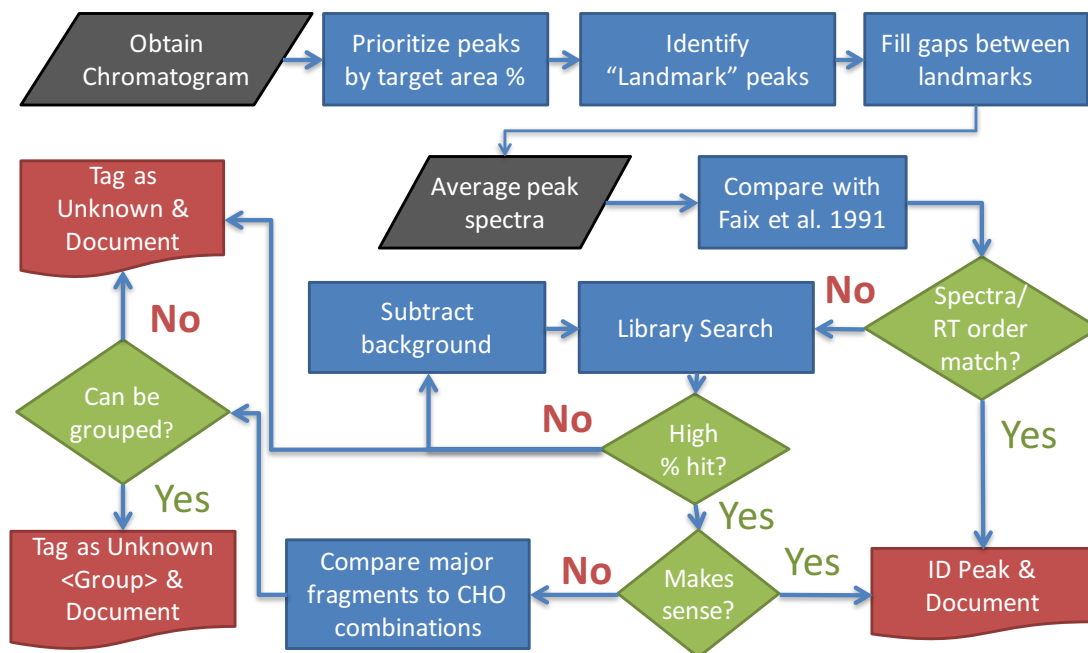 Obtain
Chromatogram
Prioritize peaks
by target area %
Identify
“Landmark” peaks
Fill gaps between
landmarks
Average peak
spectra
Compare with
Faix et al. 1991
Spectra/
RT order
match?
No
Yes
Library Search
Subtract
background
High
% hit?
No
Yes
Makes
sense?
Yes
No
ID Peak &
Document
Compare major
fragments to CHO
combinations
Can be
grouped?
No
Yes
Tag as
Unknown &
Document
Tag as Unknown
<Group> &
Document